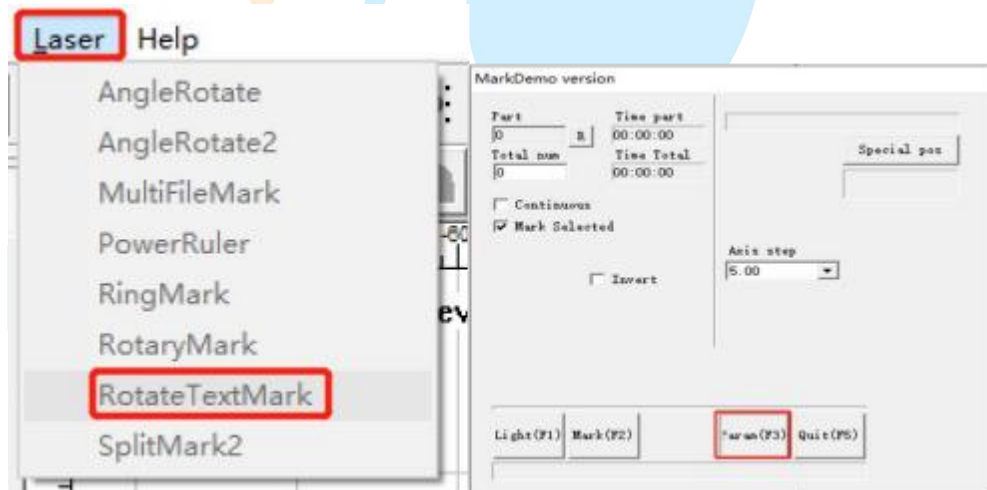 Laser Help
AngleRotate
AngleRotate2
MultiFileMark
PowerRuler
RingMark
RotaryMark
RotateTextMark
SplitMark2
MarkDemo version
Part Time part
0 R 00:00:00
Total num Time Total
0 00:00:00
Special pos
Continuous
Mark Selected
Axis step
5.00
Invert
Light(F1) Mark(F2) Param(F3) Quit(F5)
-60
ev